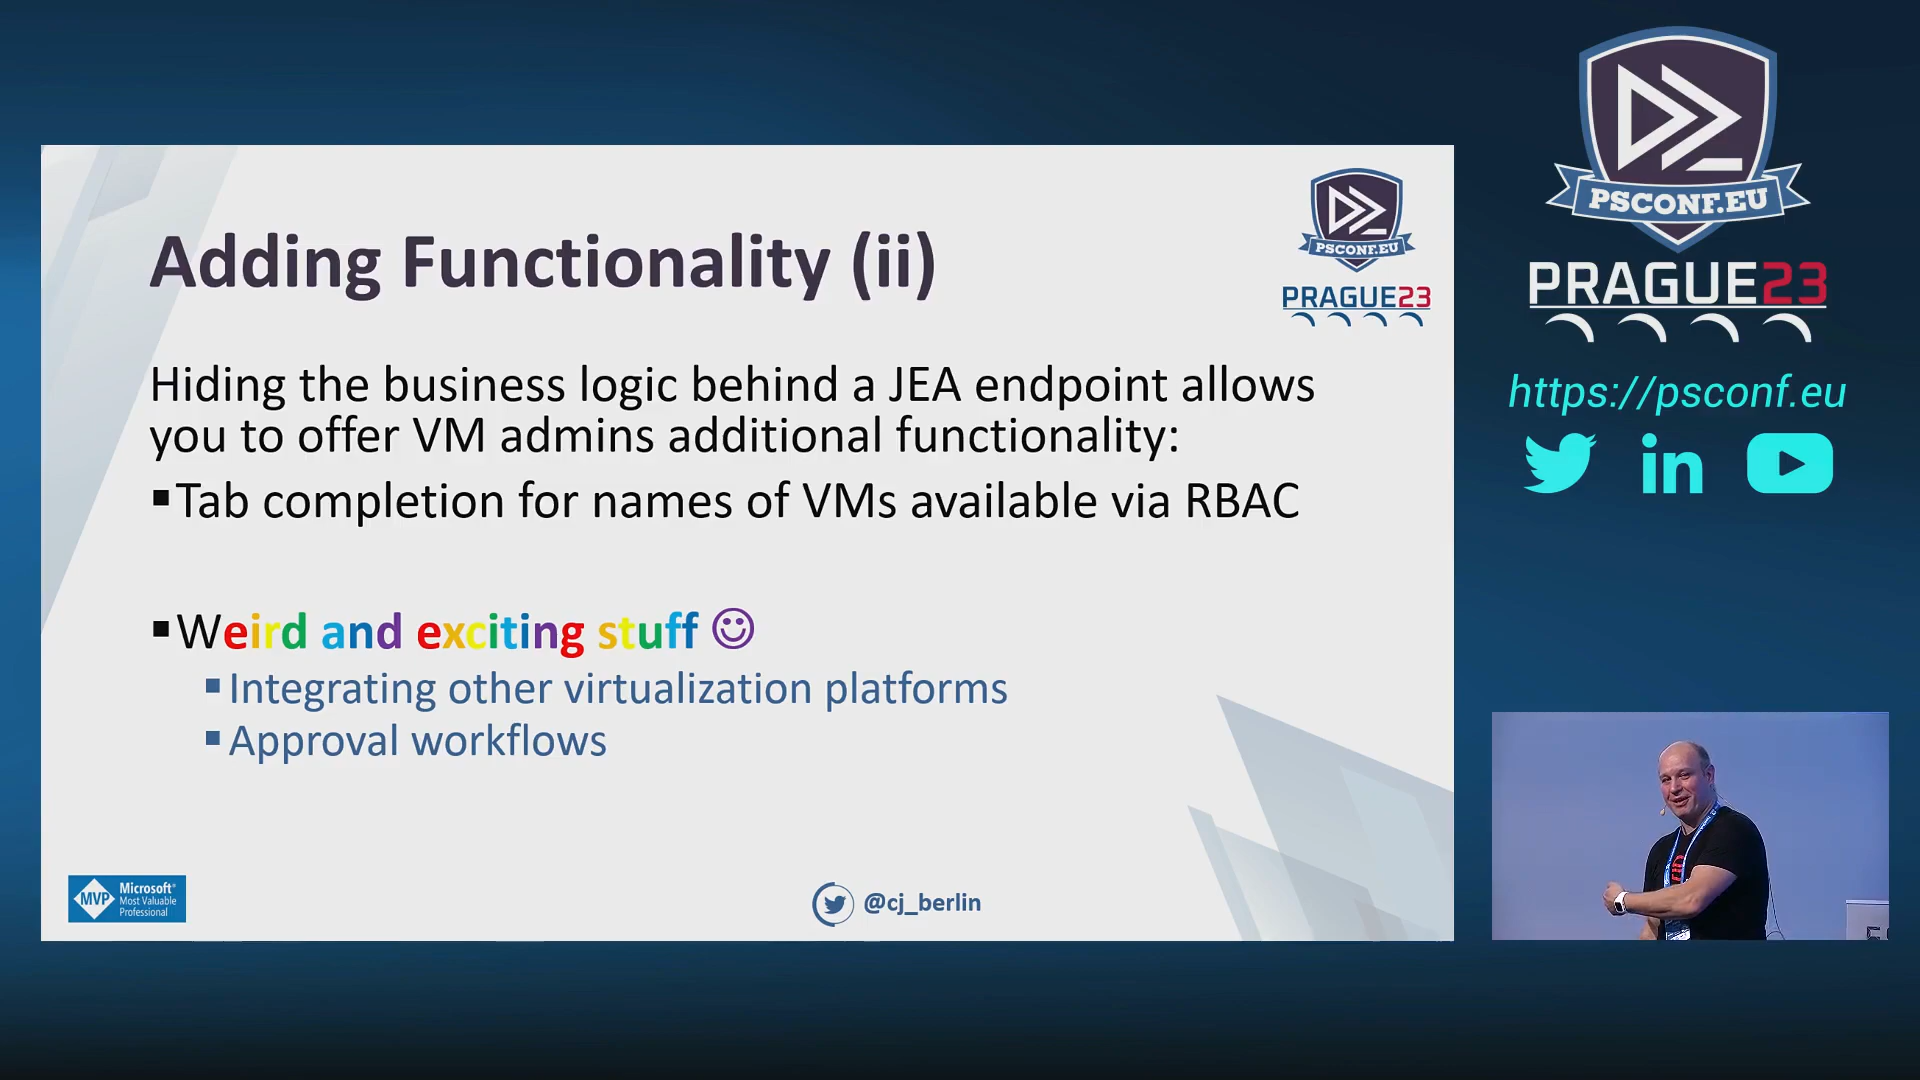 Adding Functionality (ii)
PSCONF.EU
PRAGUE23
Hiding the business logic behind a JEA endpoint allows
you to offer VM admins additional functionality:
▪Tab completion for names of VMs available via RBAC
▪Weird and exciting stuff ☺
▪Integrating other virtualization platforms
▪Approval workflows
MVP
Microsoft®
Most Valuable
Professional
@cj_berlin
PSCONF.EU
PRAGUE23
https://psconf.eu
in